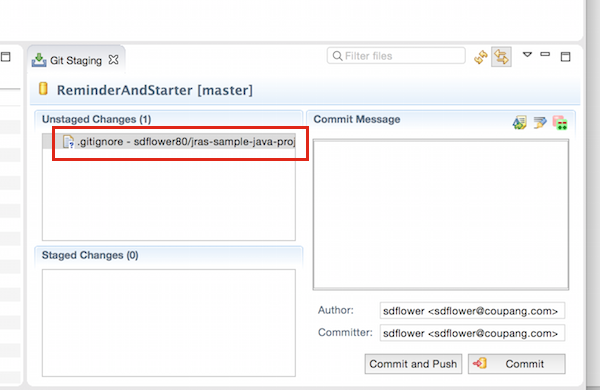 Git Staging
Filter files
ReminderAndStarter [master]
Unstaged Changes (1)
.gitignore - sdflower80/jras-sample-java-proj
Staged Changes (0)
Commit Message
Author:
sdflower <sdflower@coupang.com>
Committer:
sdflower <sdflower@coupang.com>
Commit and Push
Commit